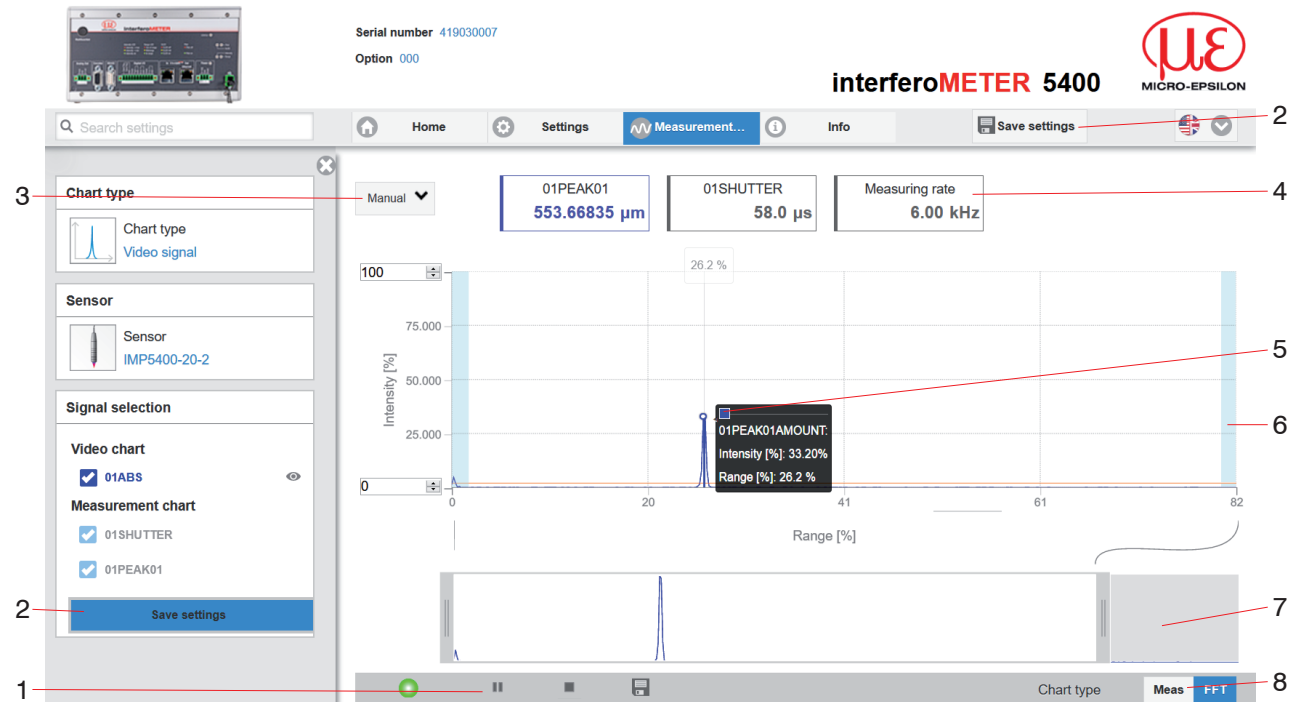 interferoMETER
Serial number 419030007
Option 000
interferoMETER 5400
με
MICRO-EPSILON
Search settings
Home
Settings
Measurement...
Info
Save settings
2
3
Chart type
Chart type
Video signal
Manual
01PEAK01
553.66835 µm
01SHUTTER
58.0 µs
Measuring rate
6.00 kHz
4
Sensor
Sensor
IMP5400-20-2
Signal selection
Video chart
01ABS
Measurement chart
01SHUTTER
01PEAK01
2
Save settings
26.2 %
100
75.000
50.000
25.000
0
Intensity [%]
01PEAK01AMOUNT:
Intensity [%]: 33.20%
Range [%]: 26.2 %
5
6
0
20
41
61
82
Range [%]
7
1
Chart type
Meas
FFT
8